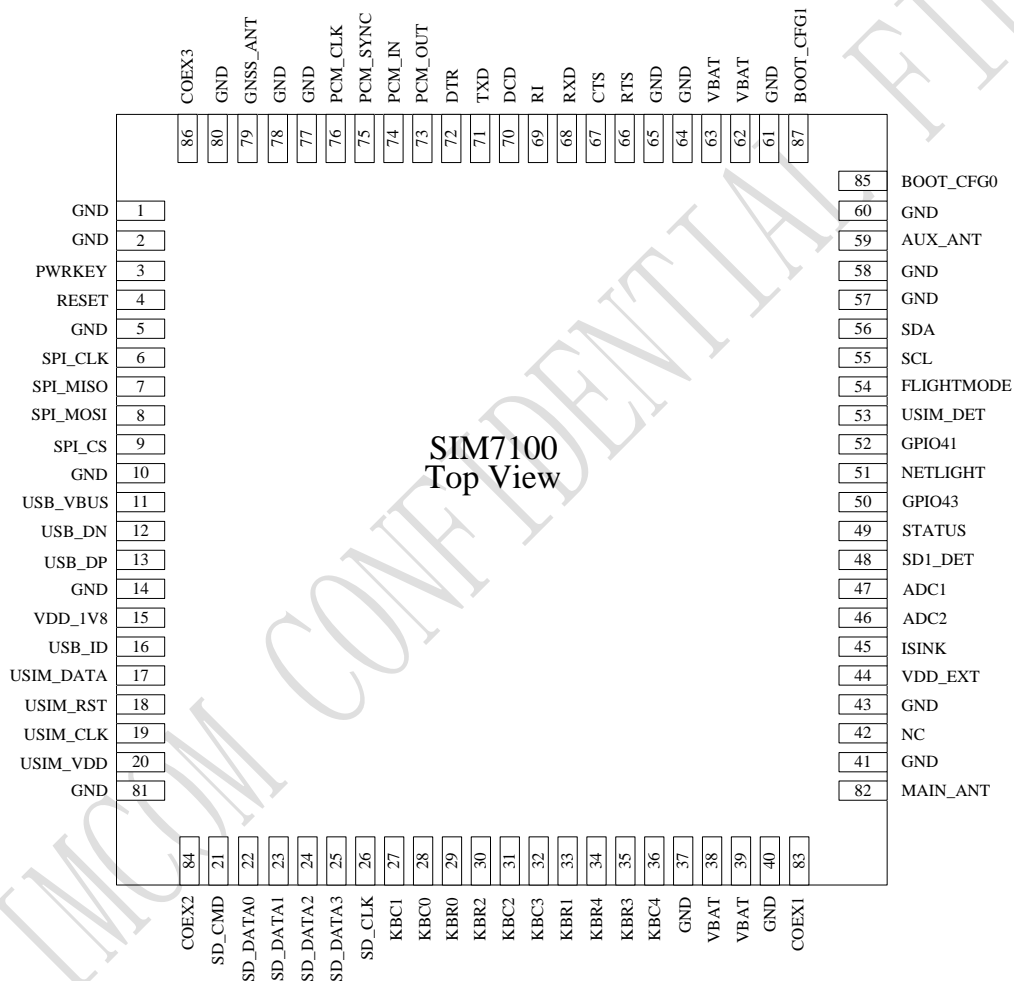 COEX3
GND
GNSS_ANT
GND
GND
PCM_CLK
PCM_SYNC
PCM_IN
PCM_OUT
DTR
TXD
DCD
RI
RXD
CTS
RTS
GND
GND
VBAT
VBAT
GND
BOOT_CFG1
86
80
79
78
77
76
75
74
73
72
71
70
69
68
67
66
65
64
63
62
61
87
GND 1
GND 2
PWRKEY 3
RESET 4
GND 5
SPI_CLK 6
SPI_MISO 7
SPI_MOSI 8
SPI_CS 9
GND 10
USB_VBUS 11
USB_DN 12
USB_DP 13
GND 14
VDD_1V8 15
USB_ID 16
USIM_DATA 17
USIM_RST 18
USIM_CLK 19
USIM_VDD 20
GND 81
SIM7100
Top View
85 BOOT_CFG0
60 GND
59 AUX_ANT
58 GND
57 GND
56 SDA
55 SCL
54 FLIGHTMODE
53 USIM_DET
52 GPIO41
51 NETLIGHT
50 GPIO43
49 STATUS
48 SD1_DET
47 ADC1
46 ADC2
45 ISINK
44 VDD_EXT
43 GND
42 NC
41 GND
82 MAIN_ANT
84
21
22
23
24
25
26
27
28
29
30
31
32
33
34
35
36
37
38
39
40
83
COEX2
SD_CMD
SD_DATA0
SD_DATA1
SD_DATA2
SD_DATA3
SD_CLK
KBC1
KBC0
KBR0
KBR2
KBC2
KBC3
KBR1
KBR4
KBR3
KBC4
GND
VBAT
VBAT
GND
COEX1
IMCOM CONFIDENTIAL FI